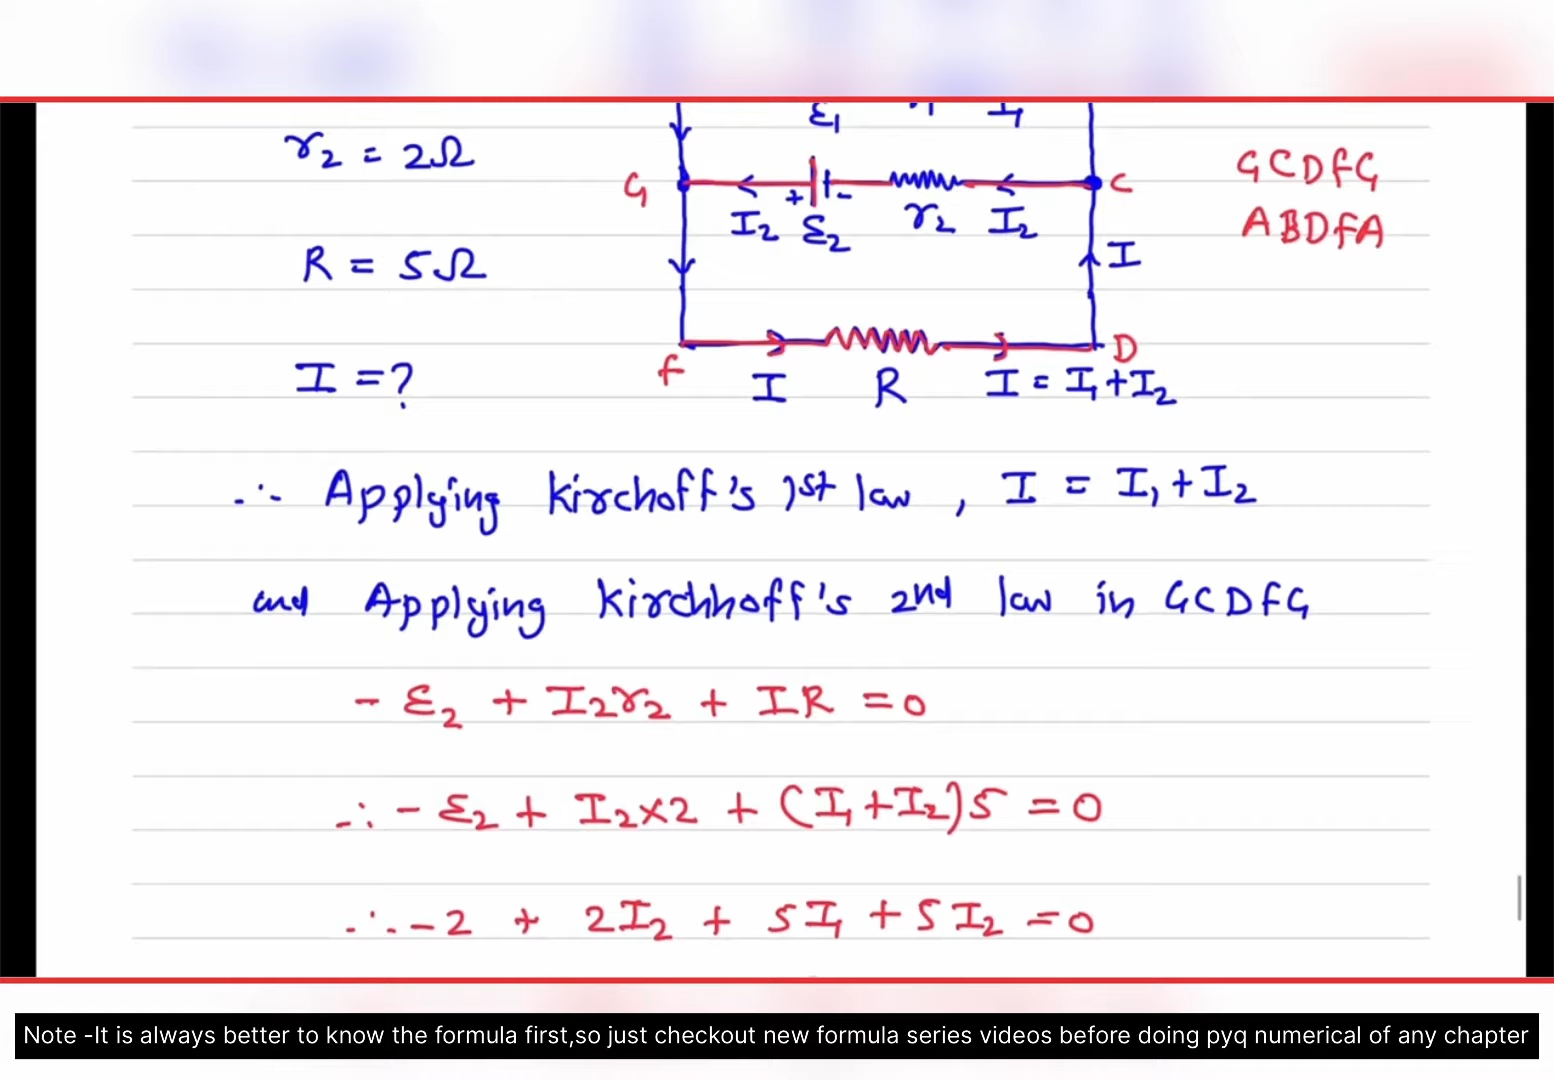 ε₁ I₁
r₂ = 2Ω
G C
+ -
I₂ ε₂ r₂ I₂
GCDFG
ABDFA
R = 5Ω
I
F D
I = ?
I R I = I₁ + I₂
∴ Applying Kirchoff's 1st law , I = I₁ + I₂
and Applying Kirchhoff's 2nd law in GCDFG
- ε₂ + I₂r₂ + IR = 0
∴ - ε₂ + I₂×2 + (I₁+I₂)5 = 0
∴ -2 + 2I₂ + 5I₁ + 5I₂ = 0
Note -It is always better to know the formula first,so just checkout new formula series videos before doing pyq numerical of any chapter